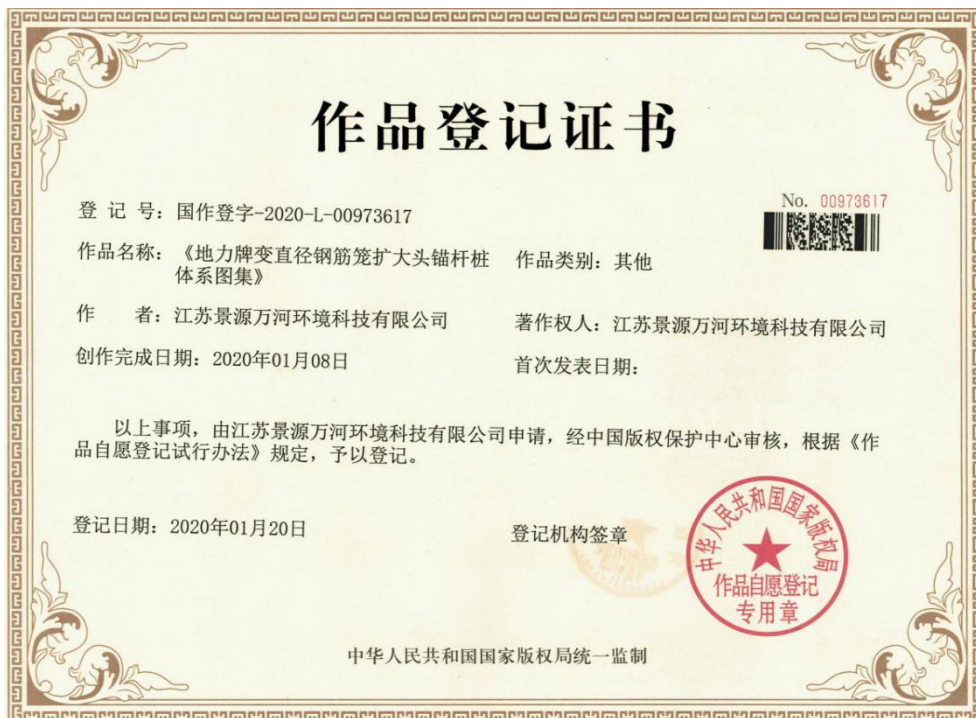 作品登记证书
No. 00973617
登 记 号：国作登字-2020-L-00973617
作品名称：《地力牌变直径钢筋笼扩大头锚杆桩
体系图集》
作品类别：其他
作 者：江苏景源万河环境科技有限公司
著作权人：江苏景源万河环境科技有限公司
创作完成日期：2020年01月08日
首次发表日期：
以上事项，由江苏景源万河环境科技有限公司申请，经中国版权保护中心审核，根据《作
品自愿登记试行办法》规定，予以登记。
登记日期：2020年01月20日
登记机构签章
中华人民共和国国家版权局
作品自愿登记
专用章
中华人民共和国国家版权局统一监制